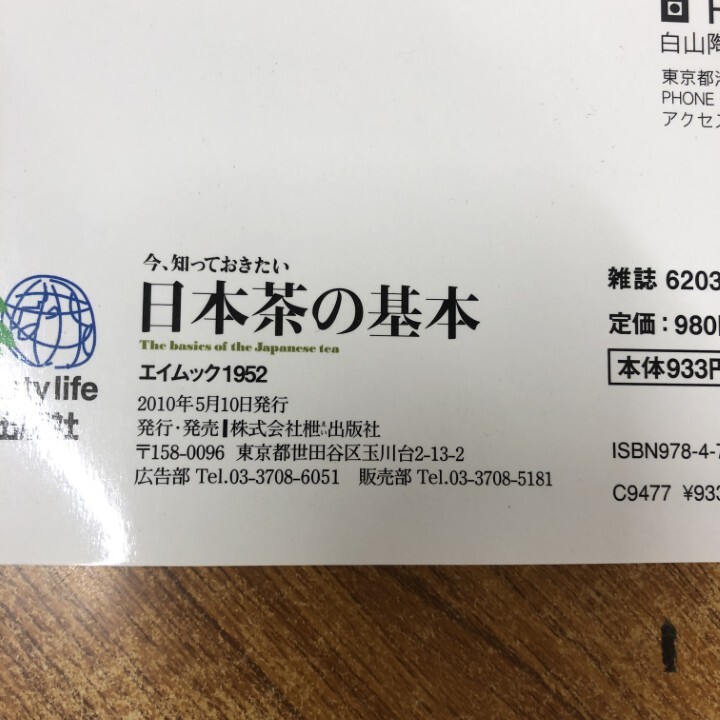 白山陶
東京都
PHONE
アクセス
今、知っておきたい
日本茶の基本
The basics of the Japanese tea
エイムック1952
2010年5月10日発行
発行・発売 株式会社枻出版社
〒158-0096 東京都世田谷区玉川台2-13-2
広告部 Tel.03-3708-6051 販売部 Tel.03-3708-5181
life
雑誌 6203
定価：980
本体933円
ISBN978-4-7
C9477 ¥933